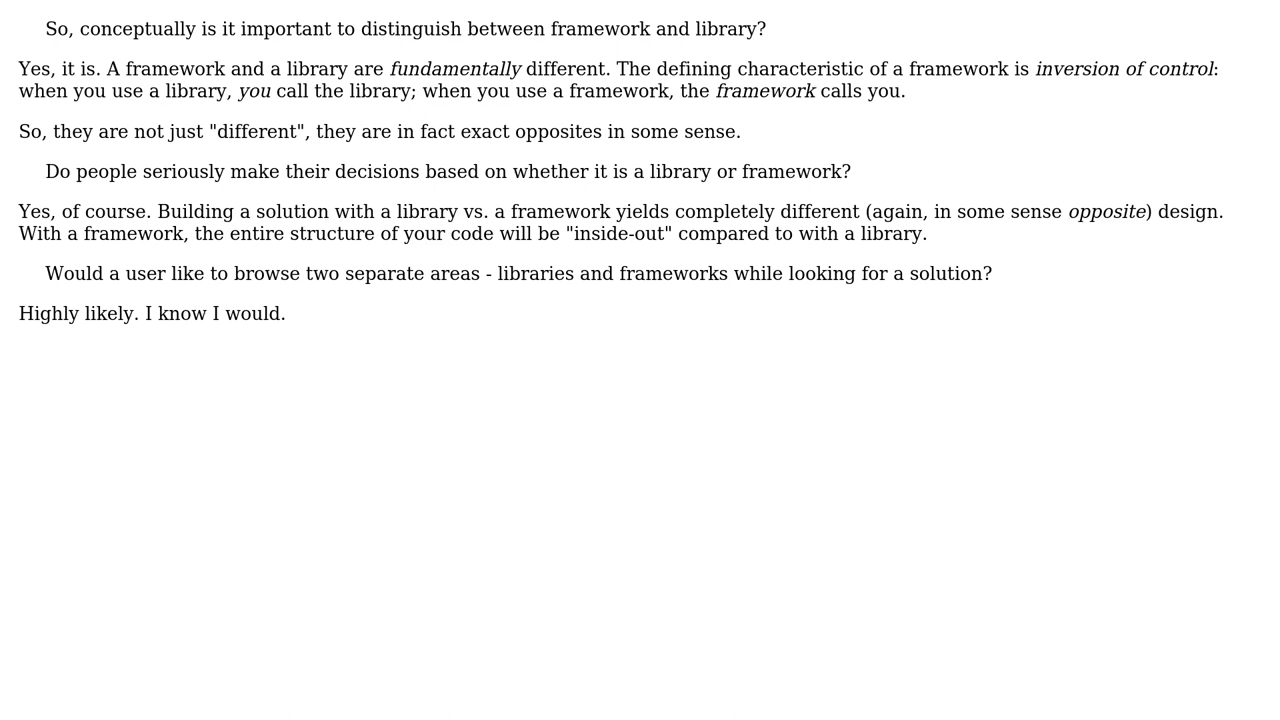 So, conceptually is it important to distinguish between framework and library?
Yes, it is. A framework and a library are fundamentally different. The defining characteristic of a framework is inversion of control:
when you use a library, you call the library; when you use a framework, the framework calls you.
So, they are not just "different", they are in fact exact opposites in some sense.
Do people seriously make their decisions based on whether it is a library or framework?
Yes, of course. Building a solution with a library vs. a framework yields completely different (again, in some sense opposite) design.
With a framework, the entire structure of your code will be "inside-out" compared to with a library.
Would a user like to browse two separate areas - libraries and frameworks while looking for a solution?
Highly likely. I know I would.